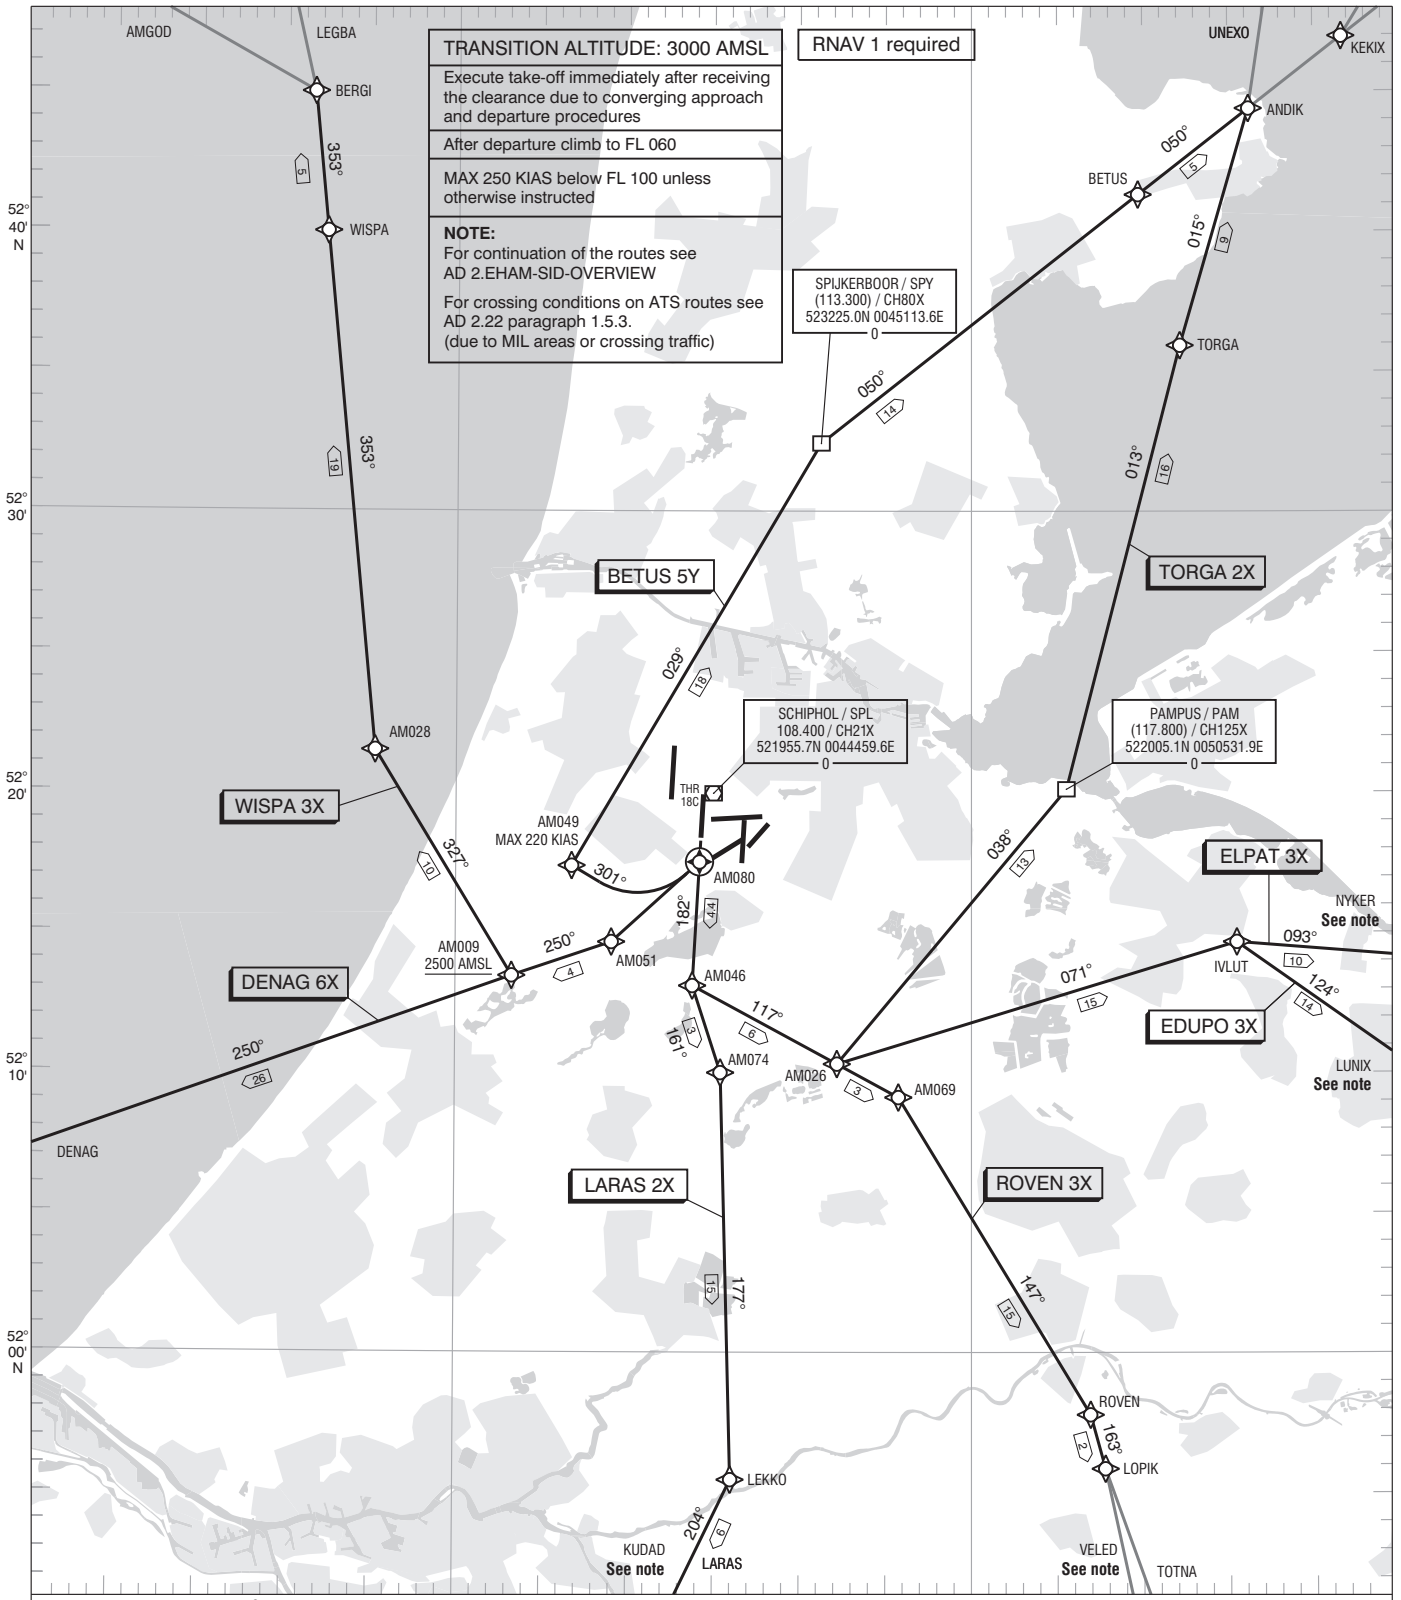 AMGOD
LEGBA
UNEXO
KEKIX
TRANSITION ALTITUDE: 3000 AMSL
Execute take-off immediately after receiving
the clearance due to converging approach
and departure procedures
After departure climb to FL 060
MAX 250 KIAS below FL 100 unless
otherwise instructed
NOTE:
For continuation of the routes see
AD 2.EHAM-SID-OVERVIEW
For crossing conditions on ATS routes see
AD 2.22 paragraph 1.5.3.
(due to MIL areas or crossing traffic)
RNAV 1 required
BERGI
ANDIK
353°
5
050°
5
BETUS
WISPA
52°
40'
N
015°
9
SPIJKERBOOR / SPY
(113.300) / CH80X
523225.0N 0045113.6E
0
TORGA
050°
14
353°
19
013°
16
52°
30'
BETUS 5Y
TORGA 2X
029°
18
SCHIPHOL / SPL
108.400 / CH21X
521955.7N 0044459.6E
0
PAMPUS / PAM
(117.800) / CH125X
522005.1N 0050531.9E
0
AM028
52°
20'
THR
18C
WISPA 3X
AM049
MAX 220 KIAS
327°
10
301°
AM080
038°
13
ELPAT 3X
NYKER
See note
182°
4.4
AM009
2500 AMSL
250°
4
AM051
093°
10
IVLUT
DENAG 6X
AM046
071°
15
124°
14
117°
6
EDUPO 3X
161°
3
250°
26
AM074
AM026
3
AM069
52°
10'
LUNIX
See note
DENAG
LARAS 2X
ROVEN 3X
177°
15
147°
15
52°
00'
N
ROVEN
163°
2
LOPIK
LEKKO
204°
6
KUDAD
See note
LARAS
VELED
See note
TOTNA